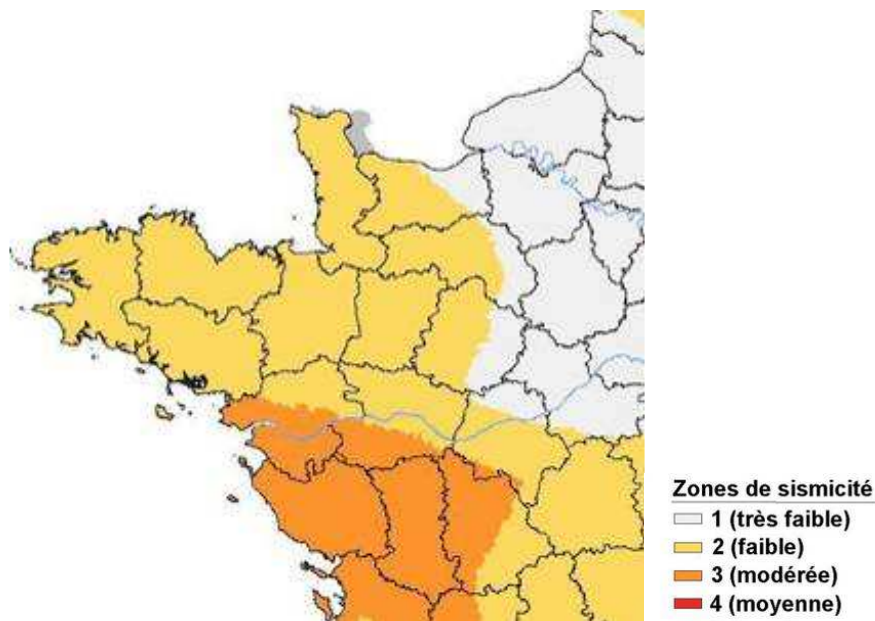 Zones de sismicité
1 (très faible)
2 (faible)
3 (modérée)
4 (moyenne)